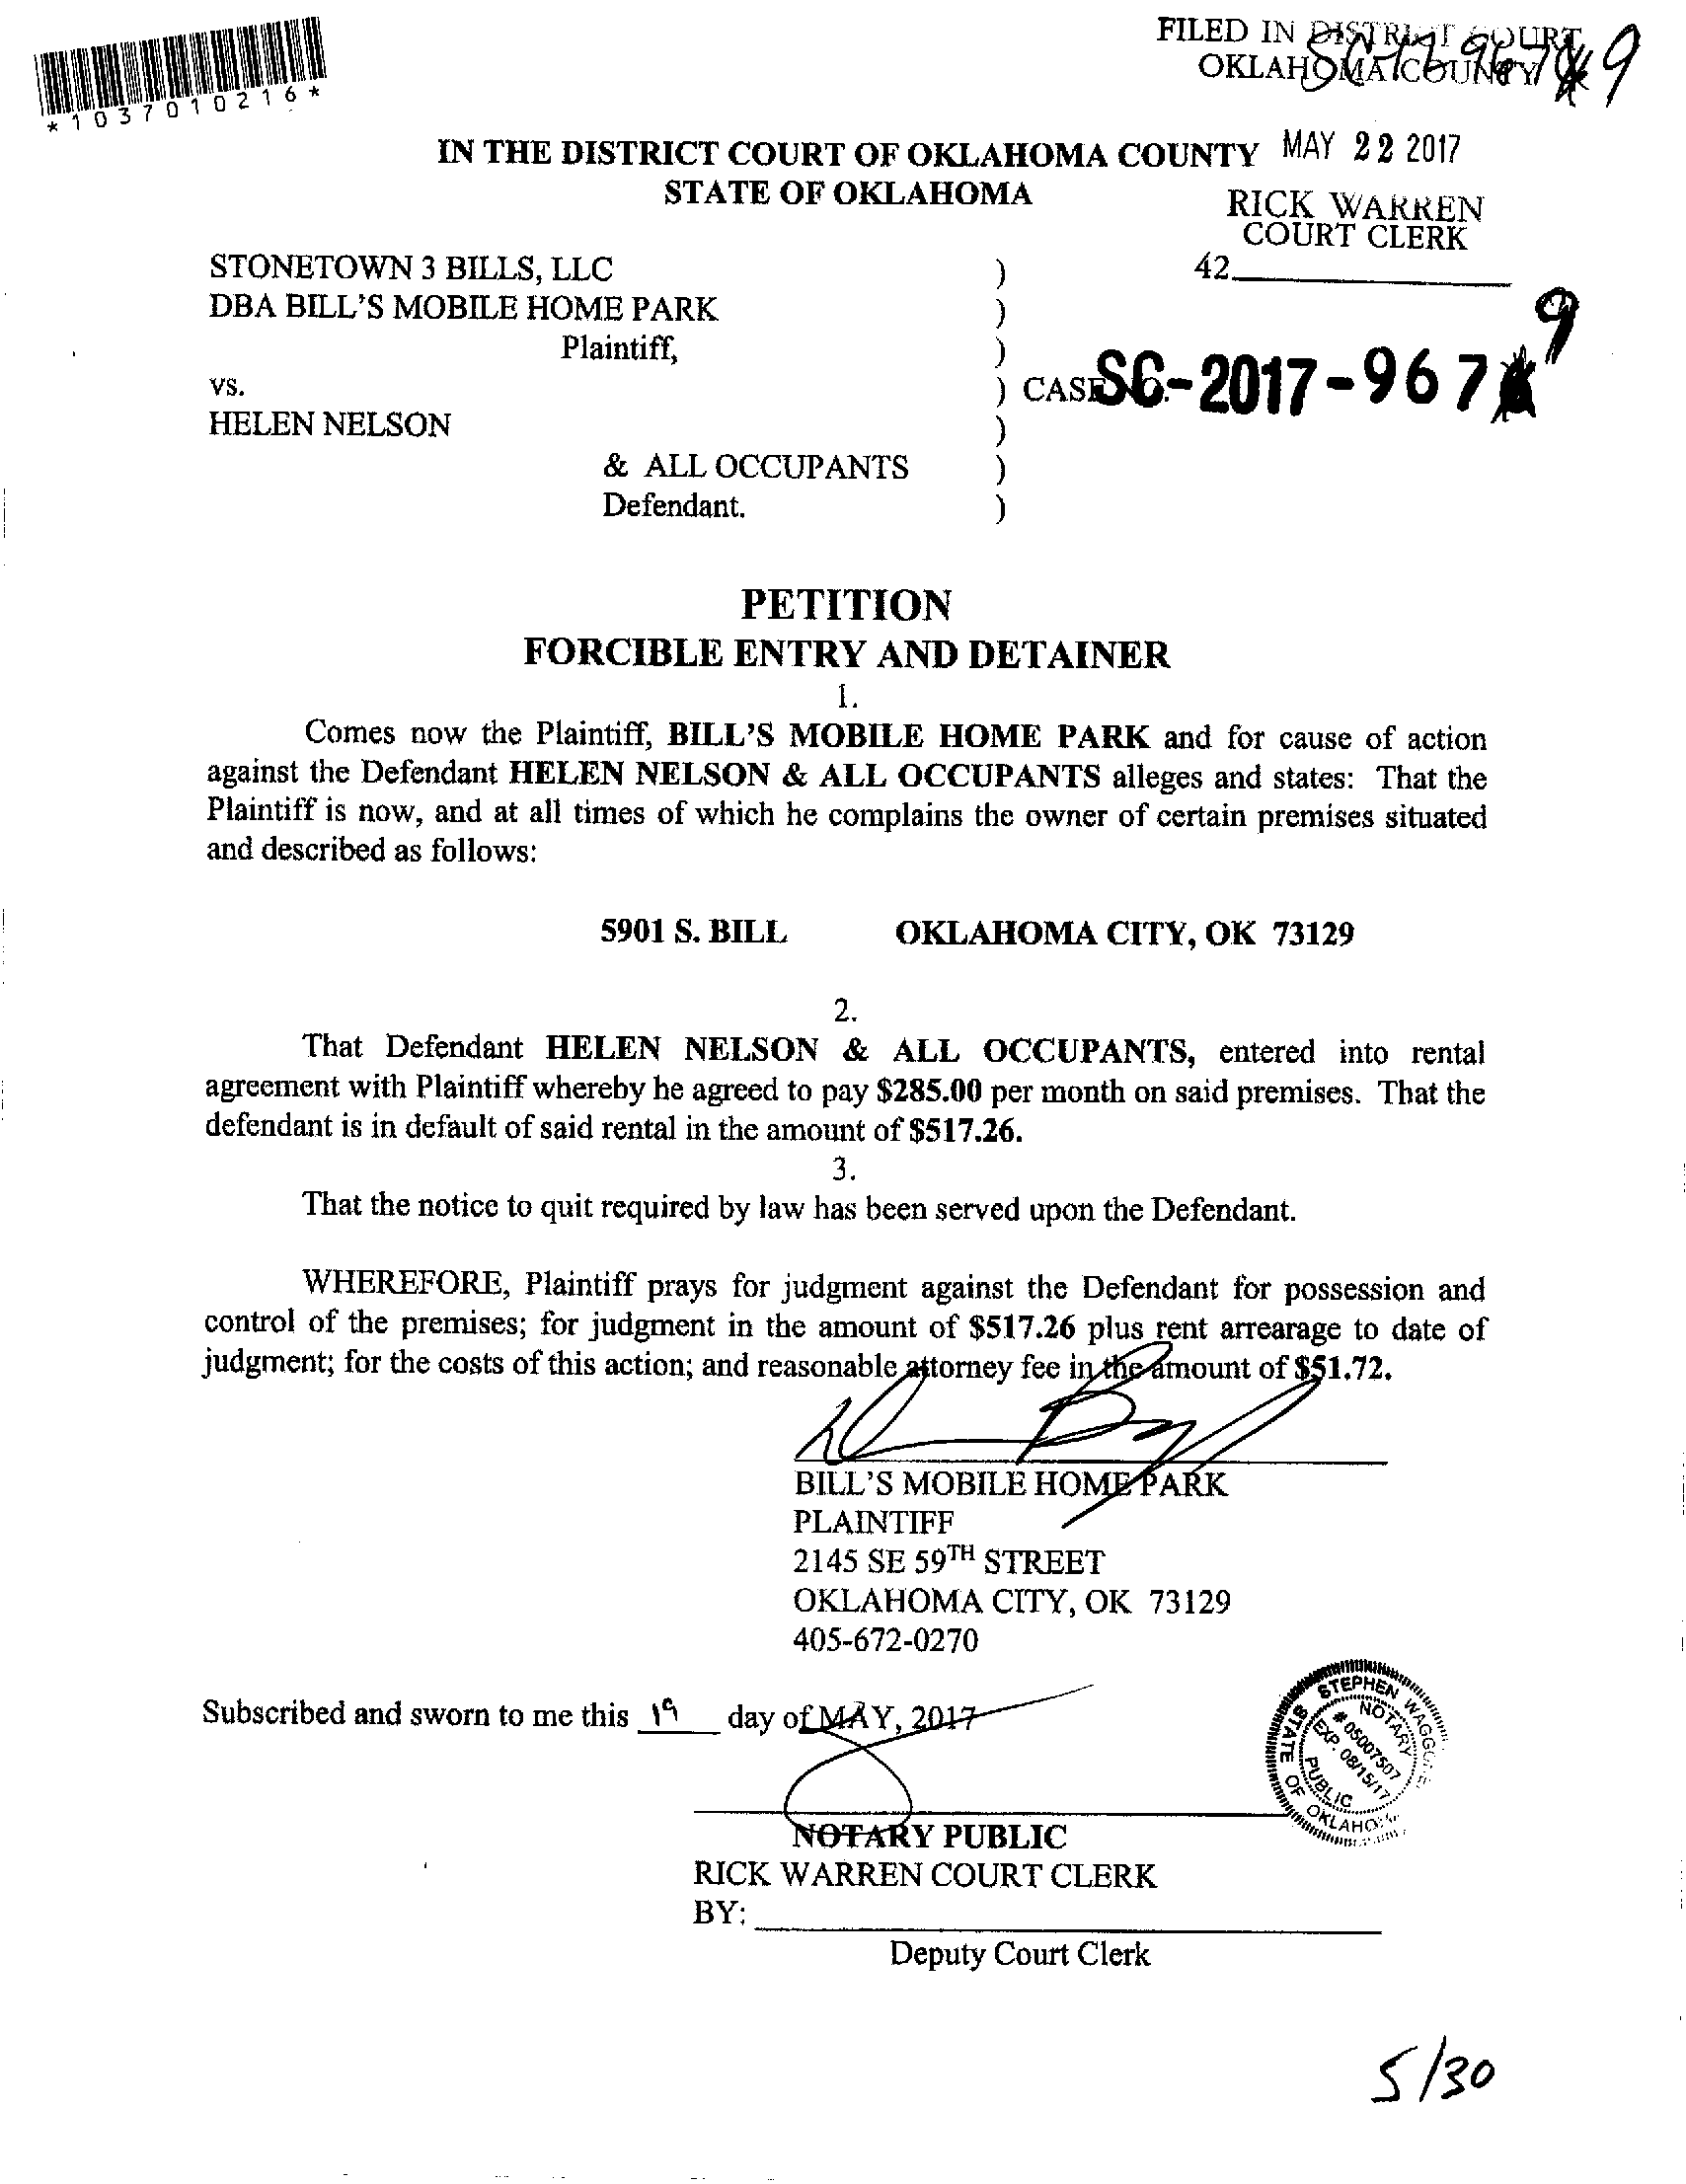 *1037010216*
FILED IN DISTRICT COURT
OKLAHOMA COUNTY
IN THE DISTRICT COURT OF OKLAHOMA COUNTY MAY 22 2017
STATE OF OKLAHOMA
RICK WARREN
COURT CLERK
STONETOWN 3 BILLS, LLC )
42
DBA BILL'S MOBILE HOME PARK )
Plaintiff, )
vs. ) CASE SC-2017-967 9
HELEN NELSON )
& ALL OCCUPANTS )
Defendant. )
PETITION
FORCIBLE ENTRY AND DETAINER
1.
Comes now the Plaintiff, BILL'S MOBILE HOME PARK and for cause of action
against the Defendant HELEN NELSON & ALL OCCUPANTS alleges and states: That the
Plaintiff is now, and at all times of which he complains the owner of certain premises situated
and described as follows:
5901 S. BILL OKLAHOMA CITY, OK 73129
2.
That Defendant HELEN NELSON & ALL OCCUPANTS, entered into rental
agreement with Plaintiff whereby he agreed to pay $285.00 per month on said premises. That the
defendant is in default of said rental in the amount of $517.26.
3.
That the notice to quit required by law has been served upon the Defendant.
WHEREFORE, Plaintiff prays for judgment against the Defendant for possession and
control of the premises; for judgment in the amount of $517.26 plus rent arrearage to date of
judgment; for the costs of this action; and reasonable attorney fee in the amount of $51.72.
BILL'S MOBILE HOME PARK
PLAINTIFF
2145 SE 59TH STREET
OKLAHOMA CITY, OK 73129
405-672-0270
Subscribed and sworn to me this 19 day of MAY, 2017
STEPHEN
NOTARY
# 05007507
EXP. 08/15/17
PUBLIC
STATE OF
NOTARY PUBLIC
RICK WARREN COURT CLERK
BY:
Deputy Court Clerk
5/30